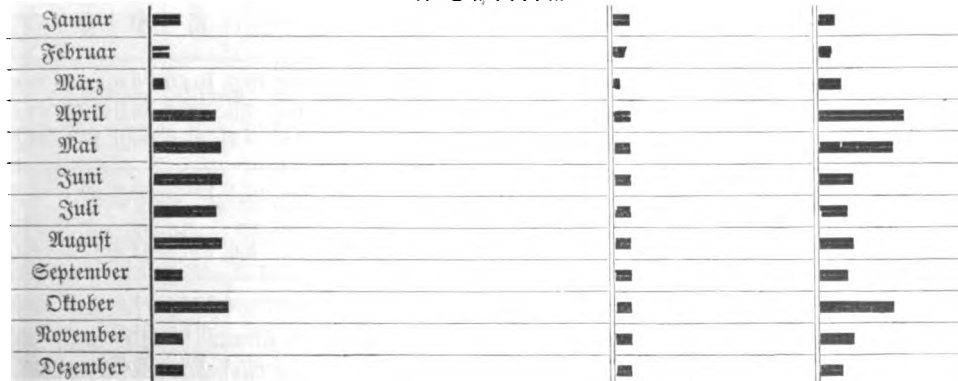 Januar
Februar
März
April
Mai
Juni
Juli
August
September
Oktober
November
Dezember